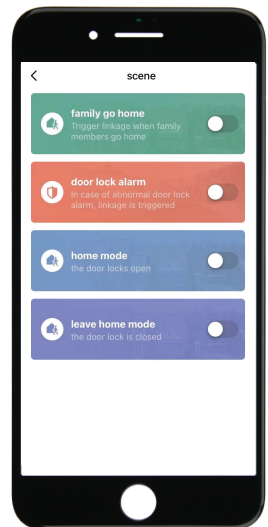 scene
family go home
Trigger linkage when family
members go home
door lock alarm
In case of abnormal door lock
alarm, linkage is triggered
home mode
the door locks open
leave home mode
the door lock is closed